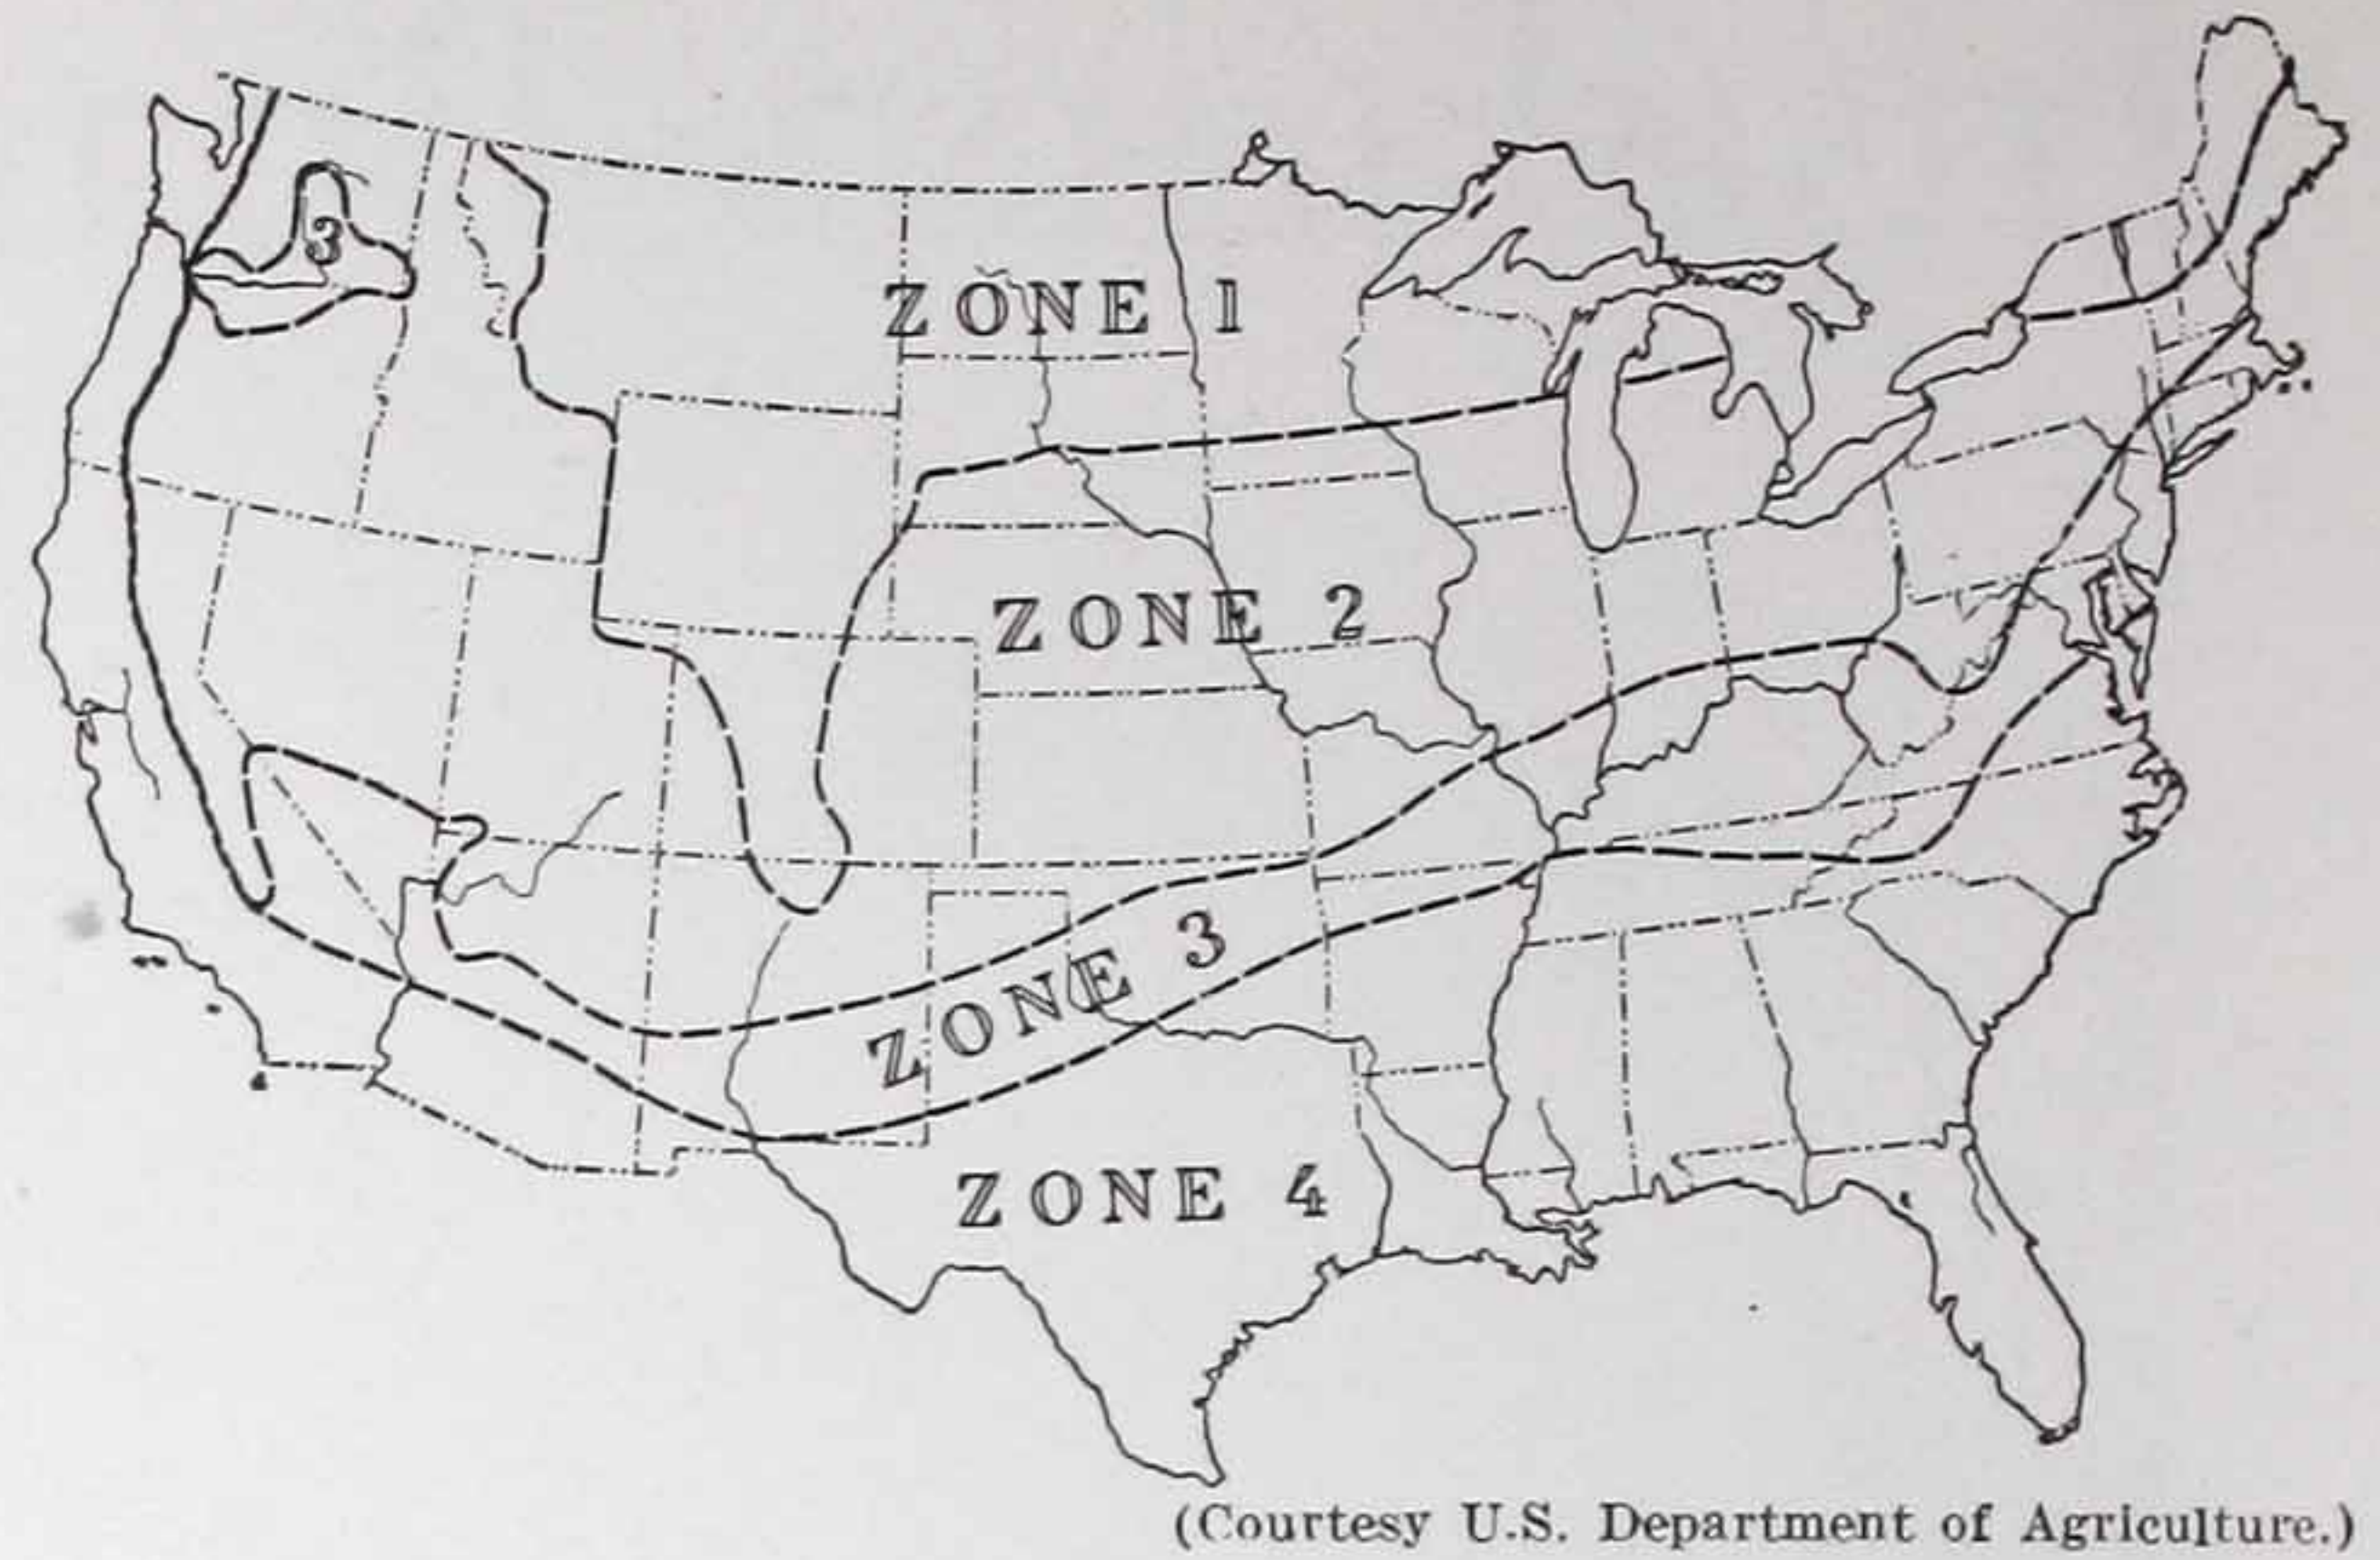 3
ZONE 1
ZONE 2
ZONE 3
ZONE 4
(Courtesy U.S. Department of Agriculture.)